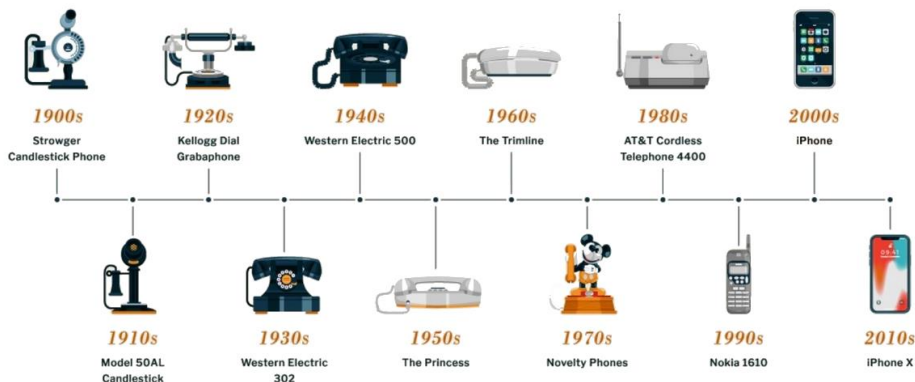 1900s
Strowger
Candlestick Phone
1920s
Kellogg Dial
Grabaphone
1940s
Western Electric 500
1960s
The Trimline
1980s
AT&T Cordless
Telephone 4400
2000s
iPhone
1910s
Model 50AL
Candlestick
1930s
Western Electric
302
1950s
The Princess
1970s
Novelty Phones
1990s
Nokia 1610
09:41
2010s
iPhone X